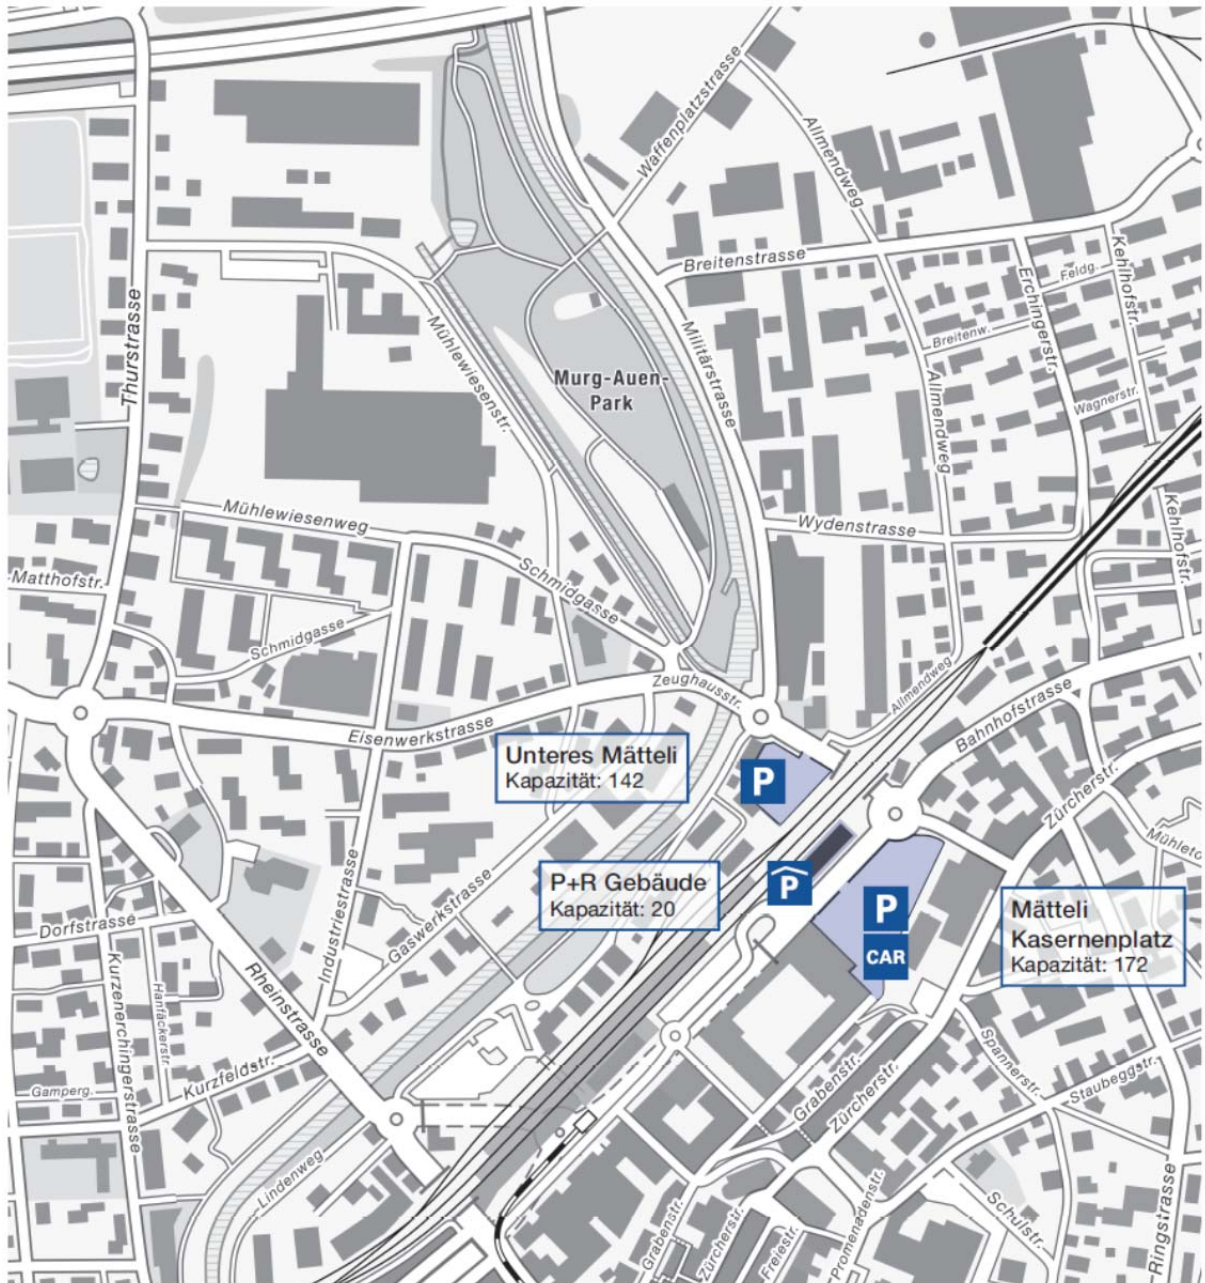 Waffenplatzstrasse
Allmendweg
Breitenstrasse
Kehlhofstr.
Feldg.
Erchingerstr.
Thurstrasse
Mühlewiesenstr.
Militärstrasse
Breitenw.
Murg-Auen-
Park
Allmendweg
Wagnerstr.
Mühlewiesenweg
Wydenstrasse
Kehlhofstr.
Matthofstr.
Schmidgasse
Schmidgasse
Zeughausstr.
Allmendweg
Bahnhofstrasse
Eisenwerkstrasse
Unteres Mätteli
Kapazität: 142
P
Zürcherstr.
Mühleto
P+R Gebäude
Kapazität: 20
P
P
CAR
Mätteli
Kasernenplatz
Kapazität: 172
Industriestrasse
Gaswerkstrasse
Dorfstrasse
Kurzenerchingerstrasse
Hanfäckerstr.
Rheinstrasse
Kurzfeldstr.
Gamperg.
Grabenstr.
Zürcherstr.
Spannerstr.
Staubeggstr.
Lindenweg
Grabenstr.
Zürcherstr.
Freiestr.
Promenadenstr.
Schulstr.
Ringstrasse